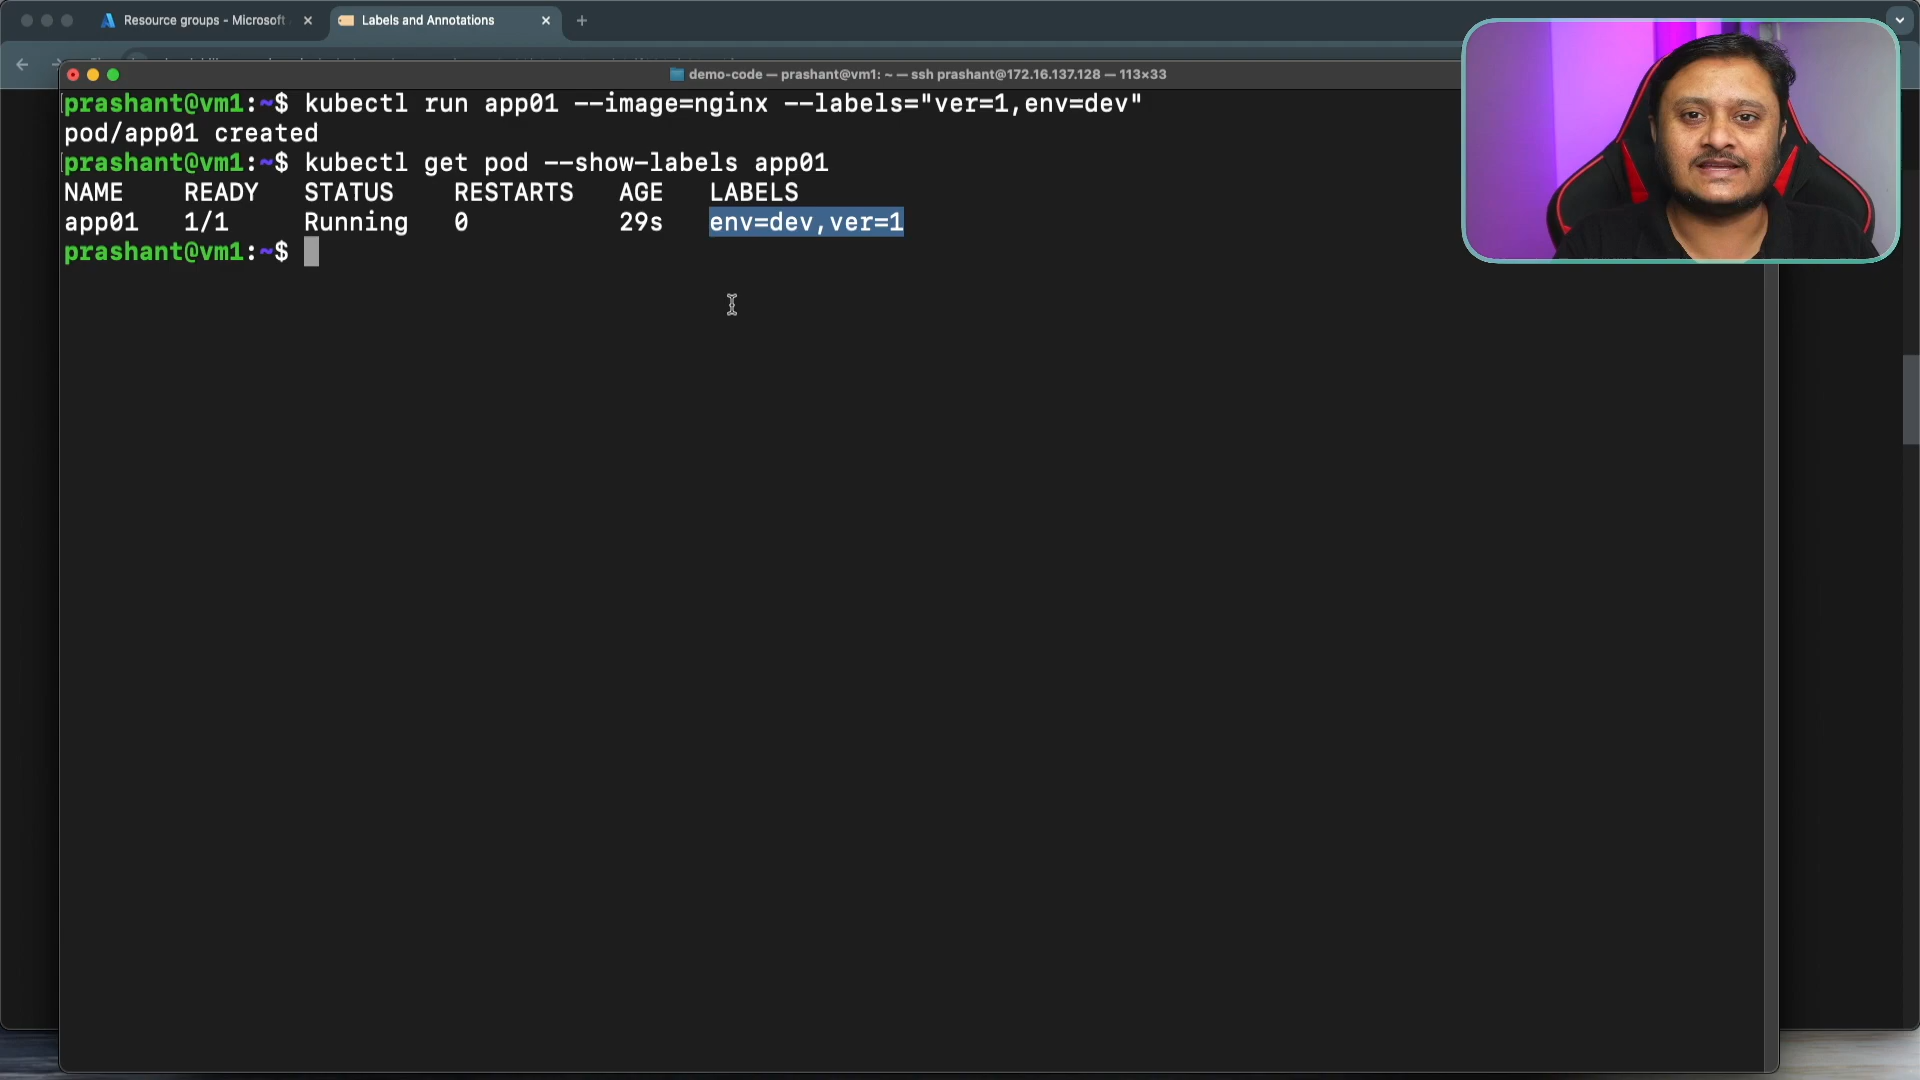 Resource groups - Microsoft
Labels and Annotations
demo-code — prashant@vm1: ~ — ssh prashant@172.16.137.128 — 113×33
prashant@vm1:~$ kubectl run app01 --image=nginx --labels="ver=1,env=dev"
pod/app01 created
prashant@vm1:~$ kubectl get pod --show-labels app01
NAME READY STATUS RESTARTS AGE LABELS
app01 1/1 Running 0 29s env=dev,ver=1
prashant@vm1:~$